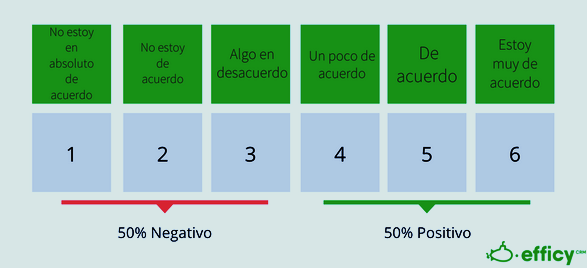 No estoy
en
absoluto
de
acuerdo
No estoy
de
acuerdo
Algo en
desacuerdo
Un poco de
acuerdo
De
acuerdo
Estoy
muy de
acuerdo
1
2
3
4
5
6
50% Negativo
50% Positivo
efficy CRM